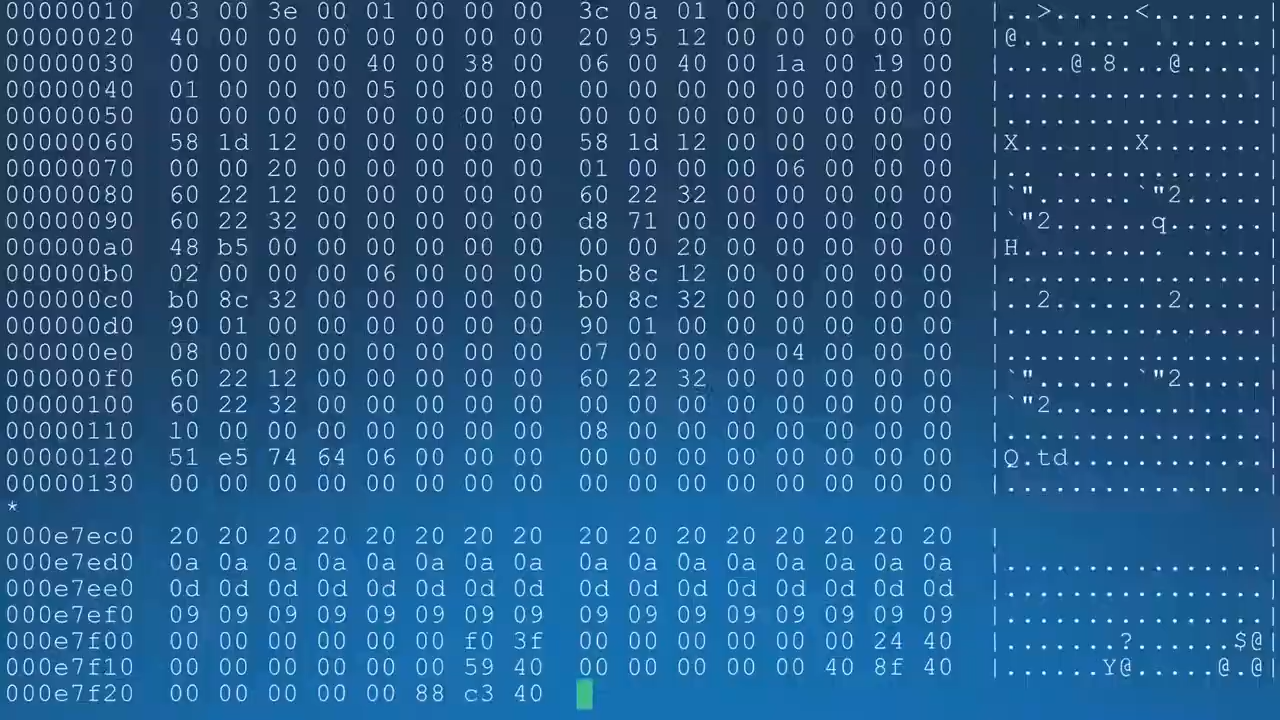 00000010 03 00 3e 00 01 00 00 00 3c 0a 01 00 00 00 00 00 |..>.....<.......|
00000020 40 00 00 00 00 00 00 00 20 95 12 00 00 00 00 00 |@....... .......|
00000030 00 00 00 00 40 00 38 00 06 00 40 00 1a 00 19 00 |....@.8...@.....|
00000040 01 00 00 00 05 00 00 00 00 00 00 00 00 00 00 00 |................|
00000050 00 00 00 00 00 00 00 00 00 00 00 00 00 00 00 00 |................|
00000060 58 1d 12 00 00 00 00 00 58 1d 12 00 00 00 00 00 |X.......X.......|
00000070 00 00 20 00 00 00 00 00 01 00 00 00 06 00 00 00 |.. .............|
00000080 60 22 12 00 00 00 00 00 60 22 32 00 00 00 00 00 |`"......`"2.....|
00000090 60 22 32 00 00 00 00 00 d8 71 00 00 00 00 00 00 |`"2......q......|
000000a0 48 b5 00 00 00 00 00 00 00 00 20 00 00 00 00 00 |H......... .....|
000000b0 02 00 00 00 06 00 00 00 b0 8c 12 00 00 00 00 00 |................|
000000c0 b0 8c 32 00 00 00 00 00 b0 8c 32 00 00 00 00 00 |..2.......2.....|
000000d0 90 01 00 00 00 00 00 00 90 01 00 00 00 00 00 00 |................|
000000e0 08 00 00 00 00 00 00 00 07 00 00 00 04 00 00 00 |................|
000000f0 60 22 12 00 00 00 00 00 60 22 32 00 00 00 00 00 |`"......`"2.....|
00000100 60 22 32 00 00 00 00 00 00 00 00 00 00 00 00 00 |`"2.............|
00000110 10 00 00 00 00 00 00 00 08 00 00 00 00 00 00 00 |................|
00000120 51 e5 74 64 06 00 00 00 00 00 00 00 00 00 00 00 |Q.td............|
00000130 00 00 00 00 00 00 00 00 00 00 00 00 00 00 00 00 |................|
*
000e7ec0 20 20 20 20 20 20 20 20 20 20 20 20 20 20 20 20 |                |
000e7ed0 0a 0a 0a 0a 0a 0a 0a 0a 0a 0a 0a 0a 0a 0a 0a 0a |................|
000e7ee0 0d 0d 0d 0d 0d 0d 0d 0d 0d 0d 0d 0d 0d 0d 0d 0d |................|
000e7ef0 09 09 09 09 09 09 09 09 09 09 09 09 09 09 09 09 |................|
000e7f00 00 00 00 00 00 00 f0 3f 00 00 00 00 00 00 24 40 |.......?......$@|
000e7f10 00 00 00 00 00 00 59 40 00 00 00 00 00 40 8f 40 |......Y@.....@.@|
000e7f20 00 00 00 00 00 88 c3 40